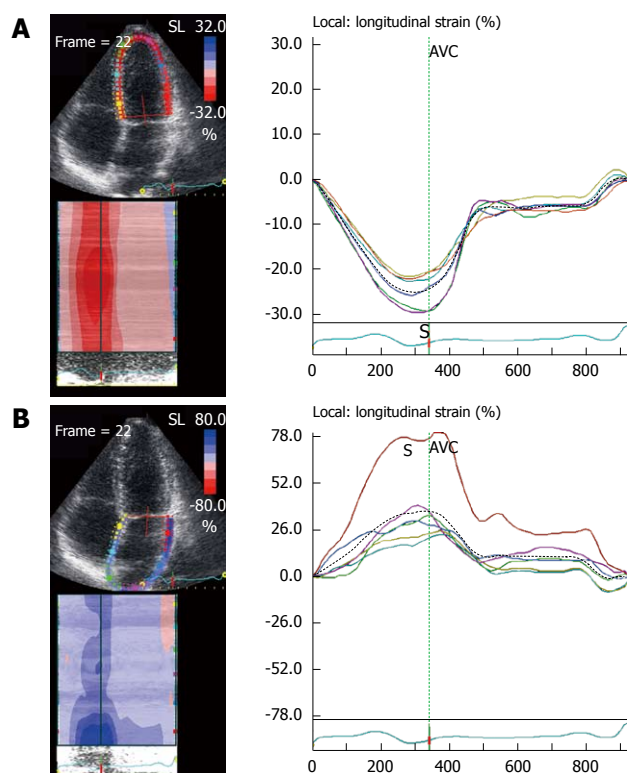 A
Frame = 22
SL 32.0
-32.0
%
Local: longitudinal strain (%)
30.0
AVC
20.0
10.0
0.0
-10.0
-20.0
-30.0
S
0 200 400 600 800
B
Frame = 22
SL 80.0
-80.0
%
Local: longitudinal strain (%)
78.0
S AVC
52.0
26.0
0.0
-26.0
-52.0
-78.0
0 200 400 600 800